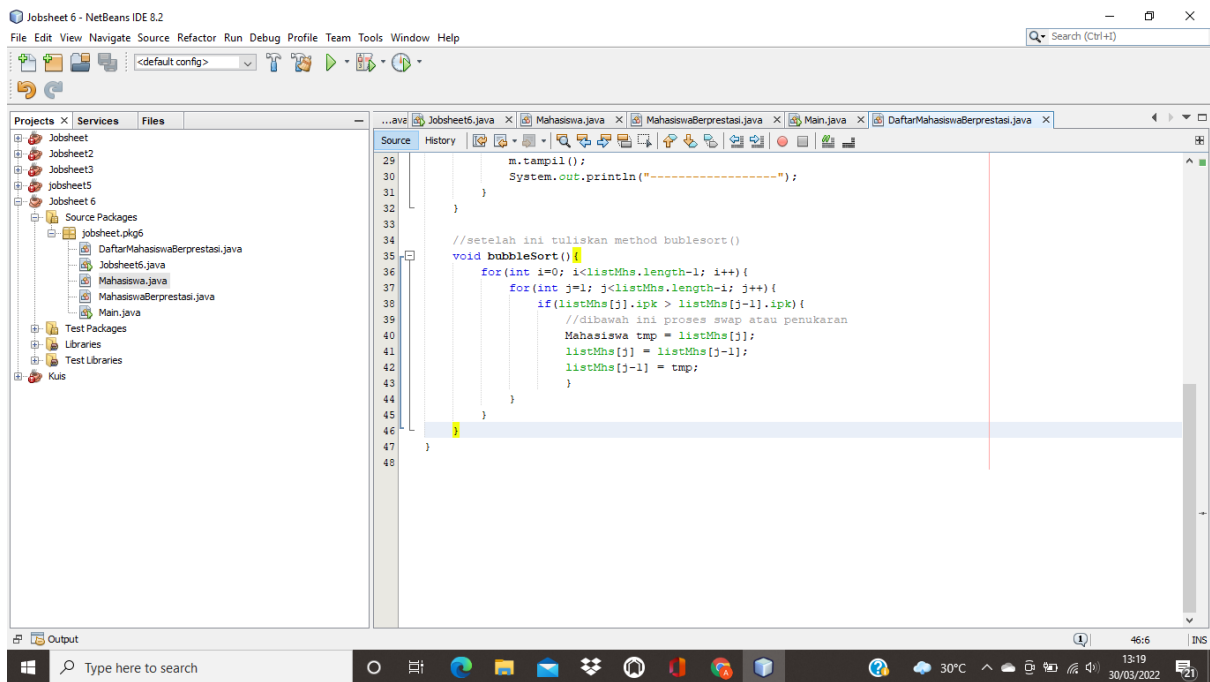 Jobsheet 6 - NetBeans IDE 8.2
File Edit View Navigate Source Refactor Run Debug Profile Team Tools Window Help
Search (Ctrl+I)
<default config>
Projects Services Files
...ava Jobsheet6.java Mahasiswa.java MahasiswaBerprestasi.java Main.java DaftarMahasiswaBerprestasi.java
Source History
Jobsheet
Jobsheet2
Jobsheet3
jobsheet5
Jobsheet 6
Source Packages
jobsheet.pkg6
DaftarMahasiswaBerprestasi.java
Jobsheet6.java
Mahasiswa.java
MahasiswaBerprestasi.java
Main.java
Test Packages
Libraries
Test Libraries
Kuis
29 m.tampil();
30 System.out.println("------------------");
31 }
32 }
33
34 //setelah ini tuliskan method bublesort()
35 void bubbleSort(){
36 for(int i=0; i<listMhs.length-1; i++){
37 for(int j=1; j<listMhs.length-i; j++){
38 if(listMhs[j].ipk > listMhs[j-1].ipk){
39 //dibawah ini proses swap atau penukaran
40 Mahasiswa tmp = listMhs[j];
41 listMhs[j] = listMhs[j-1];
42 listMhs[j-1] = tmp;
43 }
44 }
45 }
46 }
47 }
48
Output
1 46:6 INS
Type here to search
30°C
13:19
30/03/2022
21